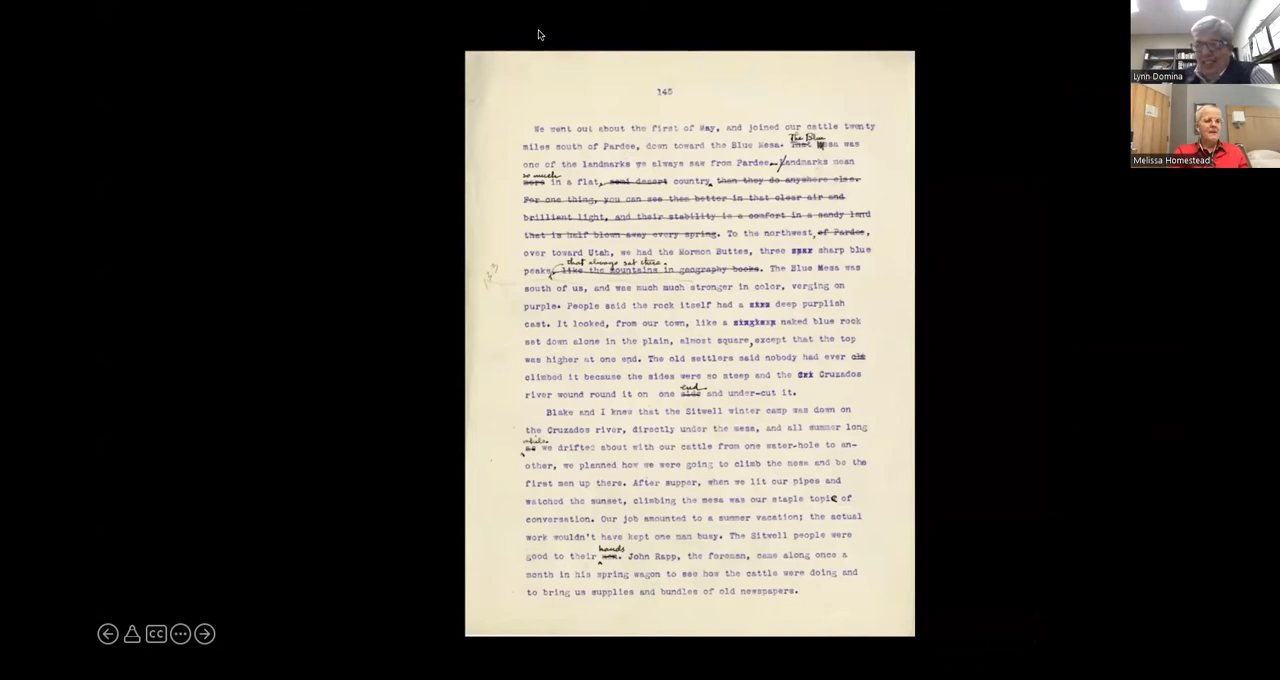 145
We went out about the first of May, and joined our cattle twenty
miles south of Pardee, down toward the Blue Mesa. The Blue That Mesa was
one of the landmarks we always saw from Pardee. Landmarks mean
so much more in a flat, semi desert country, than they do anywhere else.
For one thing, you can see them better in that clear air and
brilliant light, and their stability is a comfort in a sandy land
that is half blown away every spring. To the northwest, of Pardee,
over toward Utah, we had the Mormon Buttes, three sharp blue
peaks, that always sat there. like the mountains in geography books. The Blue Mesa was
south of us, and was much much stronger in color, verging on
purple. People said the rock itself had a deep purplish
cast. It looked, from our town, like a naked blue rock
set down alone in the plain, almost square, except that the top
was higher at one end. The old settlers said nobody had ever
climbed it because the sides were so steep and the Cruzados
river wound round it on one end side and under-cut it.
Blake and I knew that the Sitwell winter camp was down on
the Cruzados river, directly under the mesa, and all summer long
while as we drifted about with our cattle from one water-hole to an-
other, we planned how we were going to climb the mesa and be the
first men up there. After supper, when we lit our pipes and
watched the sunset, climbing the mesa was our staple topic of
conversation. Our job amounted to a summer vacation; the actual
work wouldn't have kept one man busy. The Sitwell people were
good to their hands men. John Rapp, the foreman, came along once a
month in his spring wagon to see how the cattle were doing and
to bring us supplies and bundles of old newspapers.
Lynn Domina
Melissa Homestead
CC